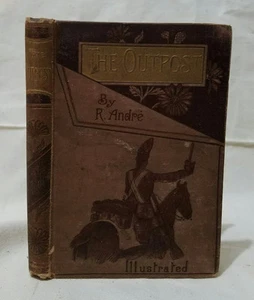 THE OUTPOST
By
R. André
Illustrated